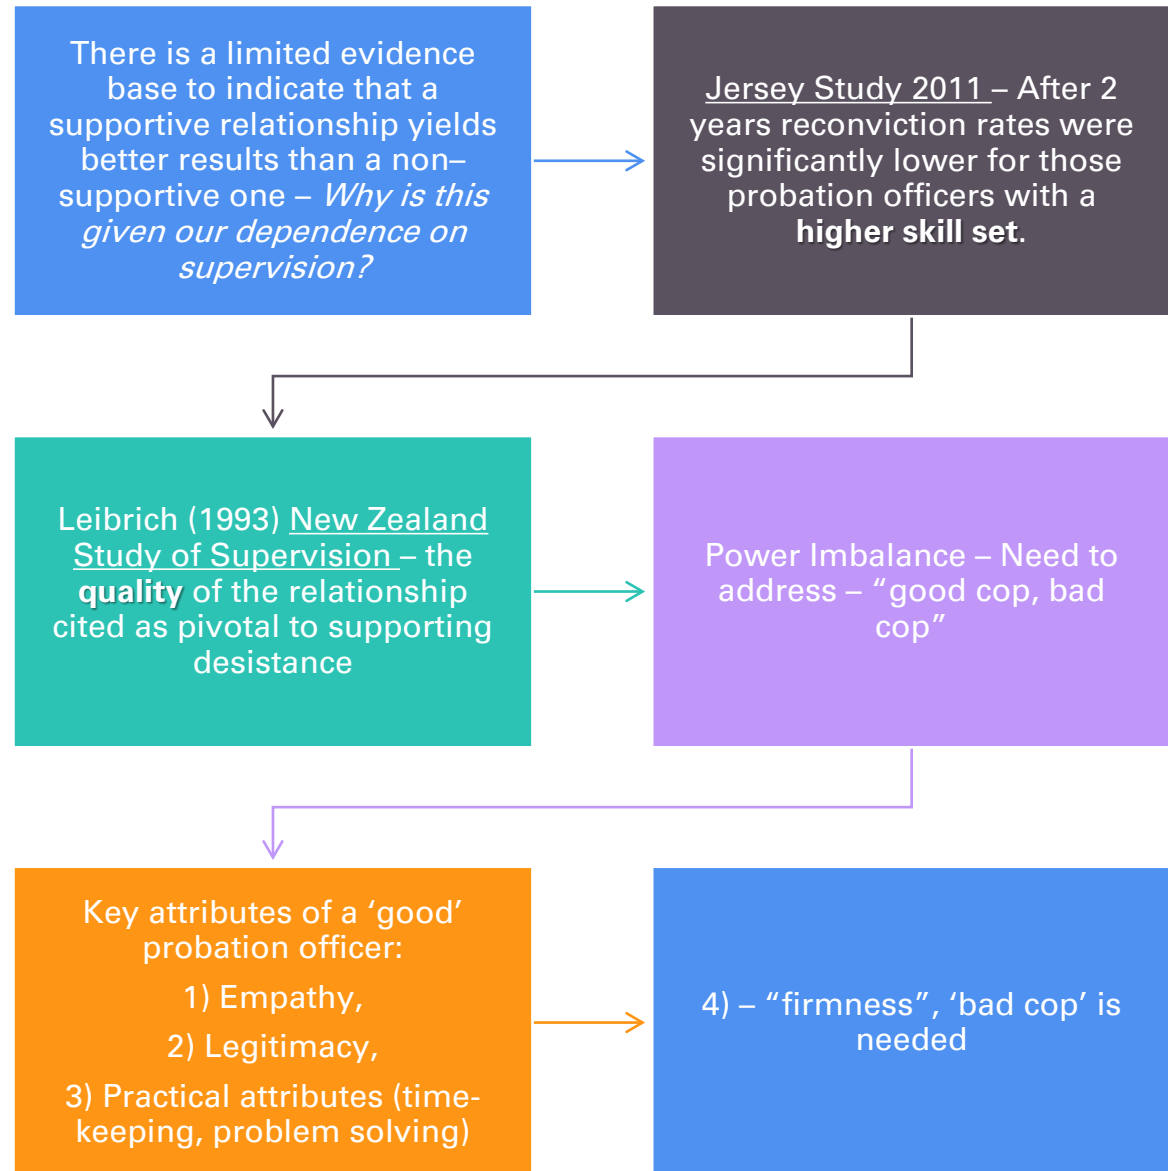 There is a limited evidence
base to indicate that a
supportive relationship yields
better results than a non–
supportive one – Why is this
given our dependence on
supervision?
Jersey Study 2011 – After 2
years reconviction rates were
significantly lower for those
probation officers with a
higher skill set.
Leibrich (1993) New Zealand
Study of Supervision – the
quality of the relationship
cited as pivotal to supporting
desistance
Power Imbalance – Need to
address – “good cop, bad
cop”
Key attributes of a ‘good’
probation officer:
1) Empathy,
2) Legitimacy,
3) Practical attributes (time-
keeping, problem solving)
4) – “firmness”, ‘bad cop’ is
needed